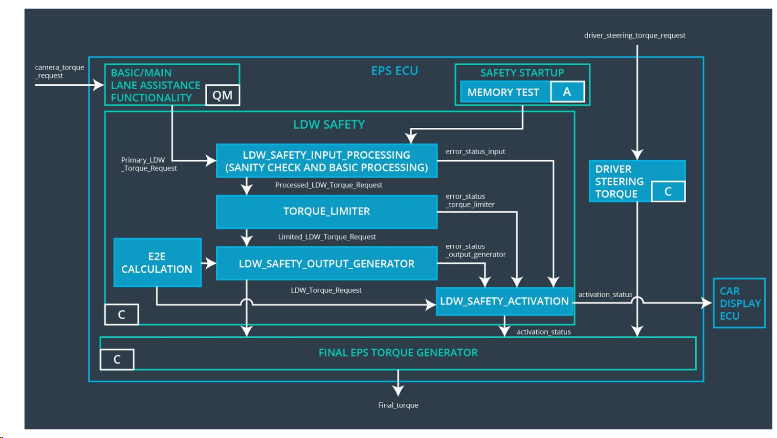 driver_steering_torque_request
camera_torque
_request
EPS ECU
BASIC/MAIN
LANE ASSISTANCE
FUNCTIONALITY
QM
SAFETY STARTUP
MEMORY TEST
A
LDW SAFETY
Primary_LDW
_Torque_Request
LDW_SAFETY_INPUT_PROCESSING
(SANITY CHECK AND BASIC PROCESSING)
error_status_input
Processed_LDW_Torque_Request
DRIVER
STEERING
TORQUE
C
TORQUE_LIMITER
error_status
_torque_limiter
Limited_LDW_Torque_Request
E2E
CALCULATION
LDW_SAFETY_OUTPUT_GENERATOR
error_status
_output_generator
LDW_Torque_Request
LDW_SAFETY_ACTIVATION
activation_status
CAR
DISPLAY
ECU
C
activation_status
C
FINAL EPS TORQUE GENERATOR
Final_torque